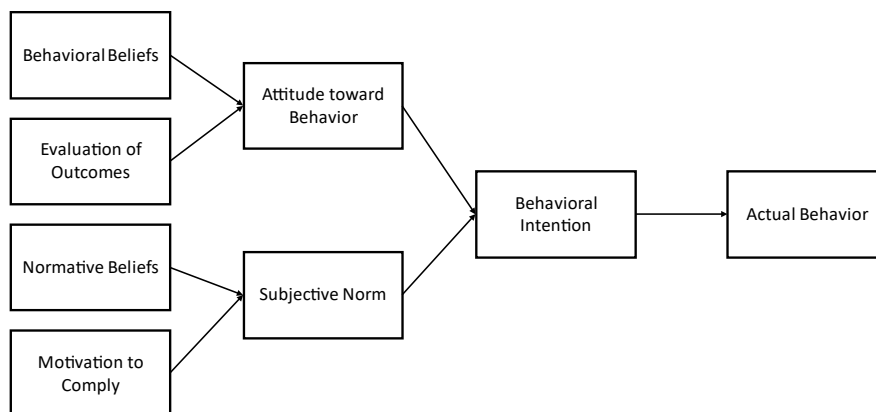 Behavioral Beliefs
Evaluation of
Outcomes
Normative Beliefs
Motivation to
Comply
Attitude toward
Behavior
Subjective Norm
Behavioral
Intention
Actual Behavior